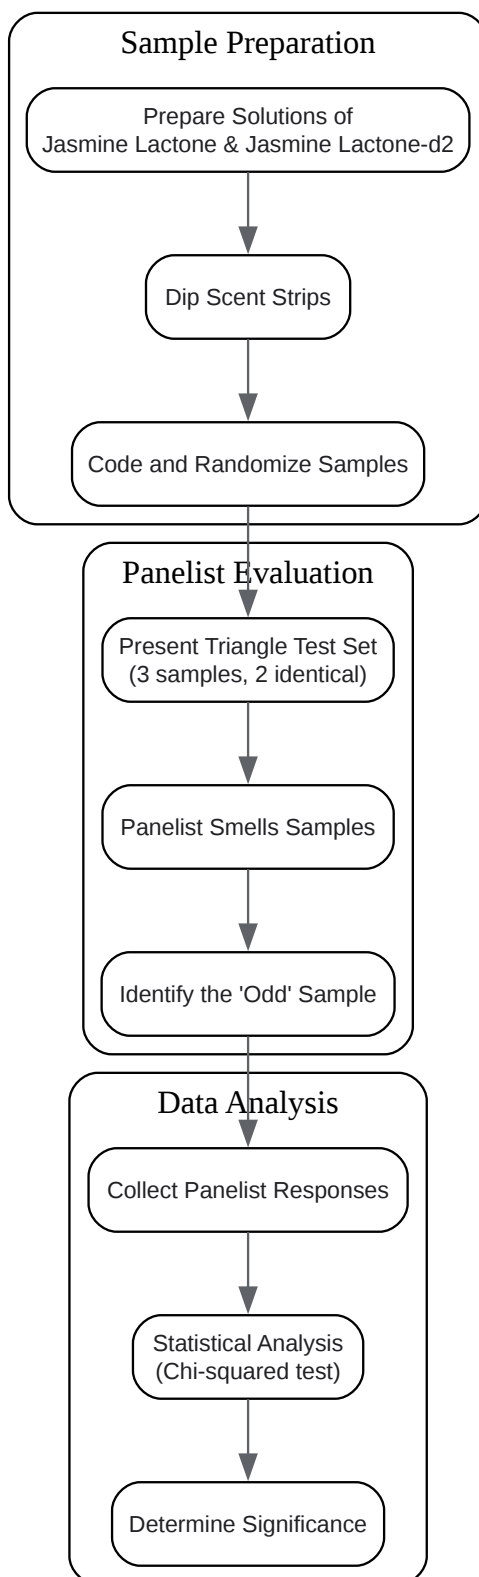 Sample Preparation
Prepare Solutions of
Jasmine Lactone & Jasmine Lactone-d2
Dip Scent Strips
Code and Randomize Samples
Panelist Evaluation
Present Triangle Test Set
(3 samples, 2 identical)
Panelist Smells Samples
Identify the 'Odd' Sample
Data Analysis
Collect Panelist Responses
Statistical Analysis
(Chi-squared test)
Determine Significance